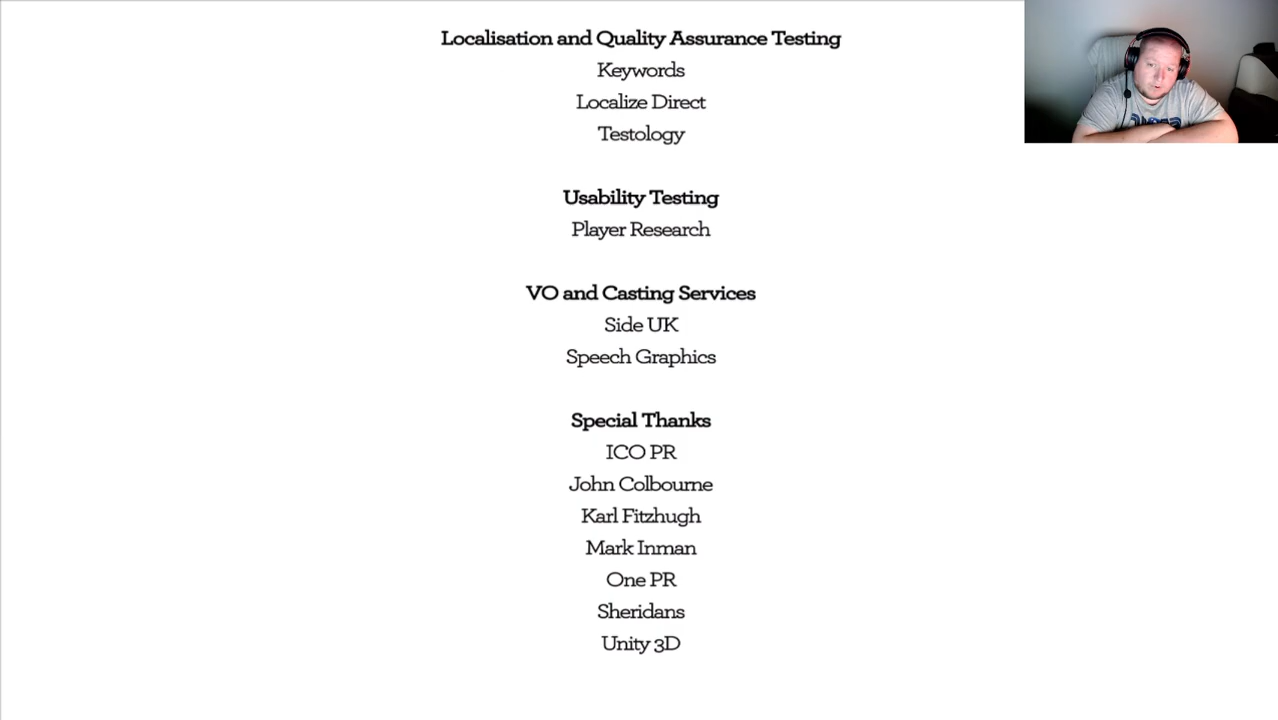 Localisation and Quality Assurance Testing
Keywords
Localize Direct
Testology
Usability Testing
Player Research
VO and Casting Services
Side UK
Speech Graphics
Special Thanks
ICO PR
John Colbourne
Karl Fitzhugh
Mark Inman
One PR
Sheridans
Unity 3D